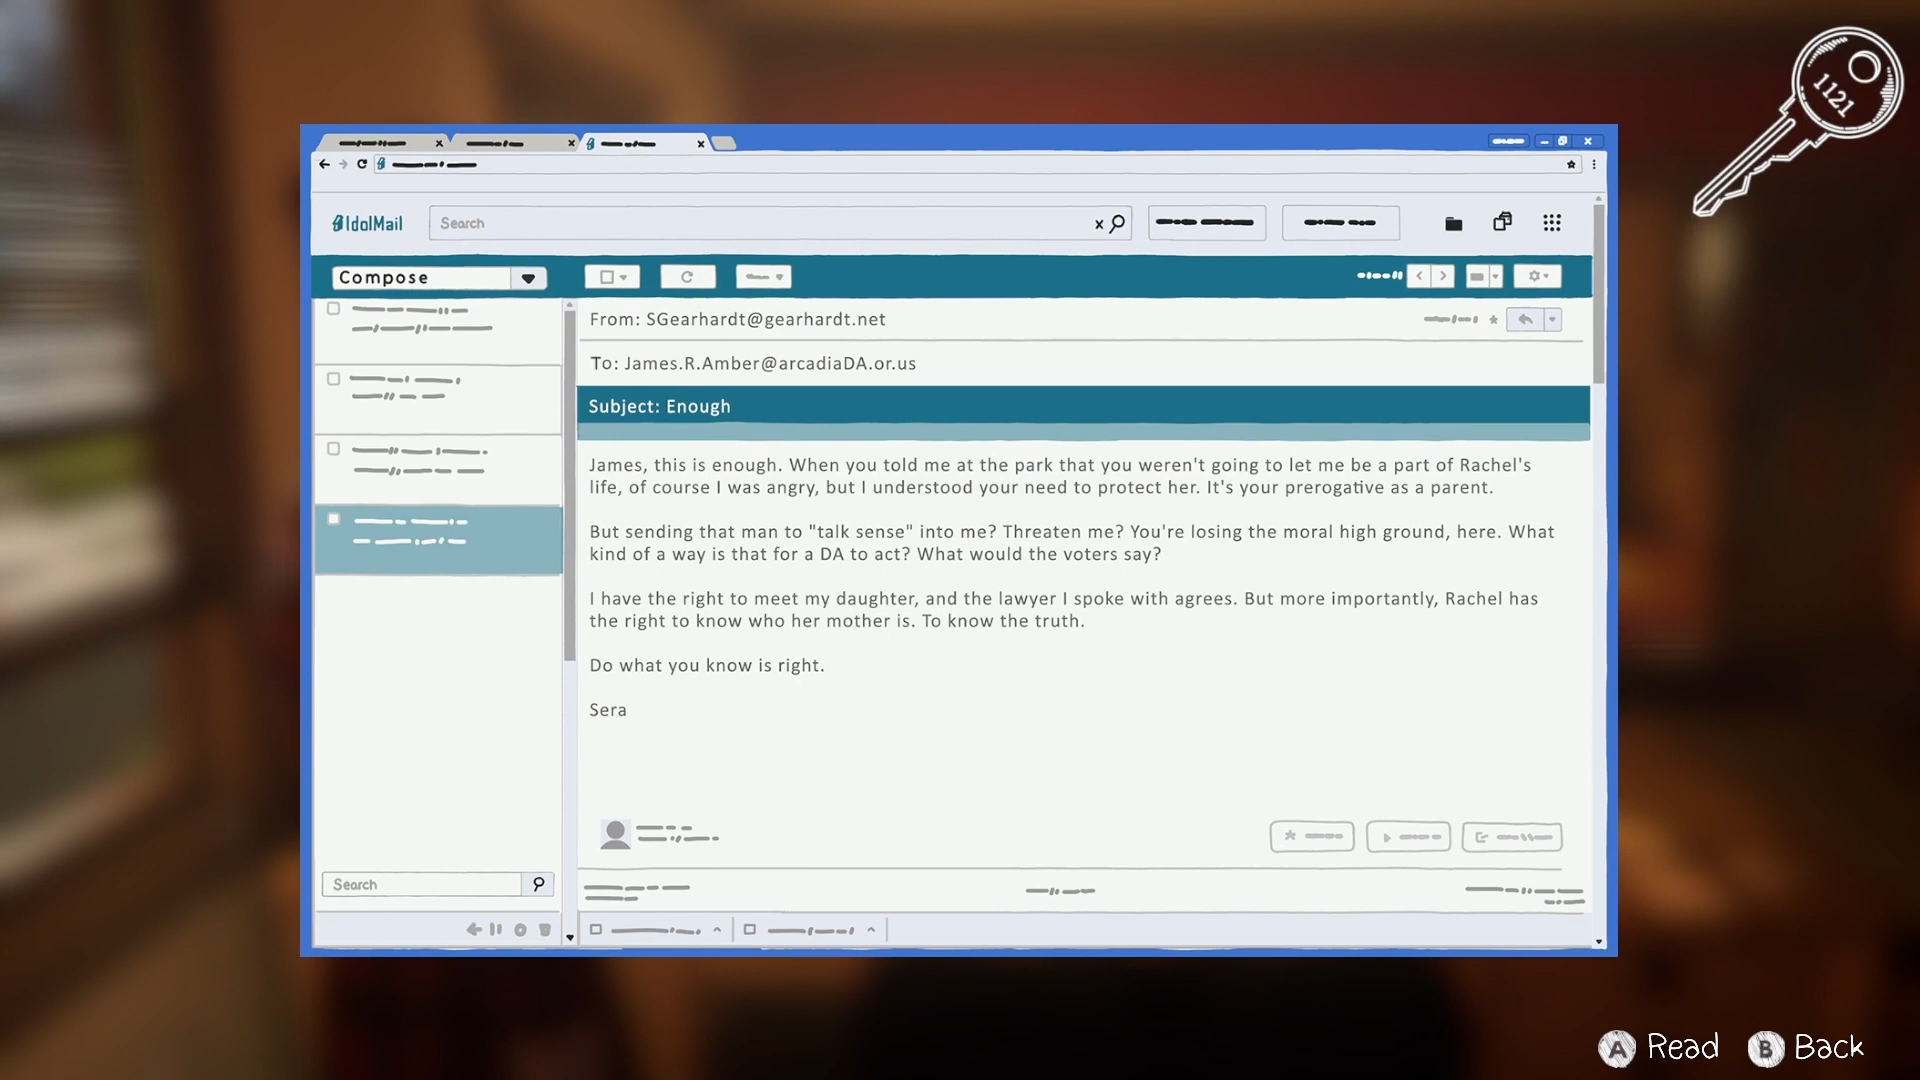 1121
IdolMail
Search
Compose
From: SGearhardt@gearhardt.net
To: James.R.Amber@arcadiaDA.or.us
Subject: Enough
James, this is enough. When you told me at the park that you weren't going to let me be a part of Rachel's
life, of course I was angry, but I understood your need to protect her. It's your prerogative as a parent.
But sending that man to "talk sense" into me? Threaten me? You're losing the moral high ground, here. What
kind of a way is that for a DA to act? What would the voters say?
I have the right to meet my daughter, and the lawyer I spoke with agrees. But more importantly, Rachel has
the right to know who her mother is. To know the truth.
Do what you know is right.
Sera
Search
A Read B Back